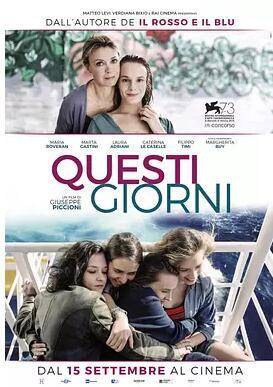 MATTEO LEVI, VERDIANA BIXIO E RAI CINEMA PRESENTANO
DALL'AUTORE DE IL ROSSO E IL BLU
73
in concorso
MARIA ROVERAN
MARTA GASTINI
LAURA ADRIANI
CATERINA LE CASELLE
FILIPPO TIMI
MARGHERITA BUY
QUESTI
GIORNI
UN FILM DI
GIUSEPPE
PICCIONI
DAL 15 SETTEMBRE AL CINEMA